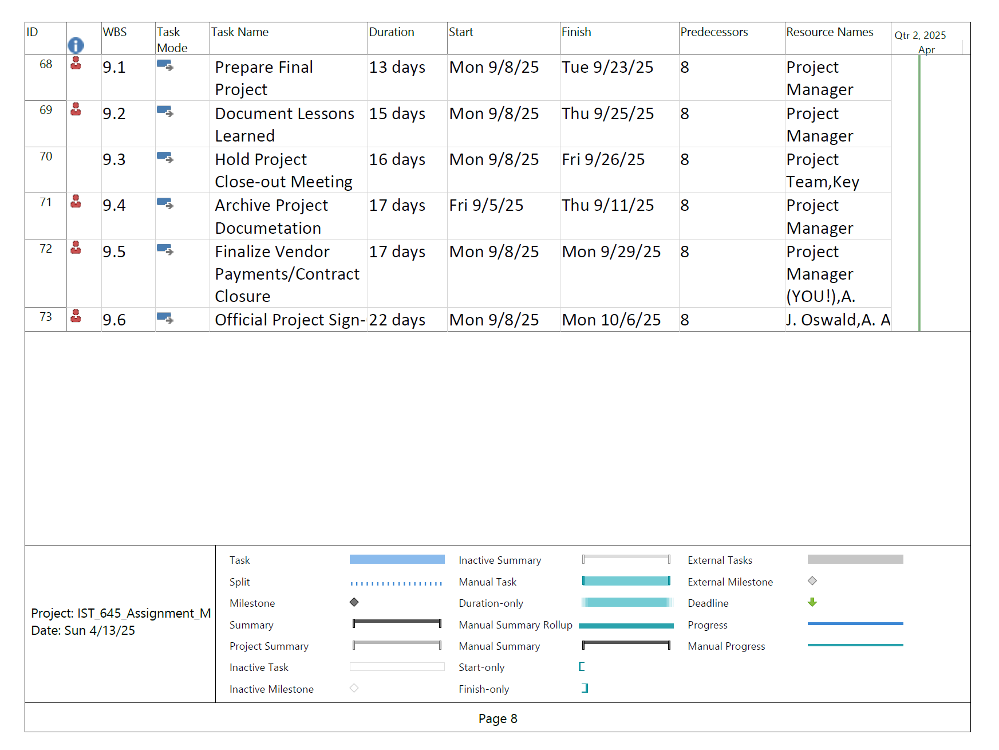 ID WBS Task Mode Task Name Duration Start Finish Predecessors Resource Names Qtr 2, 2025 Apr
68 9.1 Prepare Final 13 days Mon 9/8/25 Tue 9/23/25 8 Project
Project Manager
69 9.2 Document Lessons 15 days Mon 9/8/25 Thu 9/25/25 8 Project
Learned Manager
70 9.3 Hold Project 16 days Mon 9/8/25 Fri 9/26/25 8 Project
Close-out Meeting Team,Key
71 9.4 Archive Project 17 days Fri 9/5/25 Thu 9/11/25 8 Project
Documetation Manager
72 9.5 Finalize Vendor 17 days Mon 9/8/25 Mon 9/29/25 8 Project
Payments/Contract Manager
Closure (YOU!),A.
73 9.6 Official Project Sign- 22 days Mon 9/8/25 Mon 10/6/25 8 J. Oswald,A. A
Project: IST_645_Assignment_M
Date: Sun 4/13/25
Task Inactive Summary External Tasks
Split Manual Task External Milestone
Milestone Duration-only Deadline
Summary Manual Summary Rollup Progress
Project Summary Manual Summary Manual Progress
Inactive Task Start-only
Inactive Milestone Finish-only
Page 8